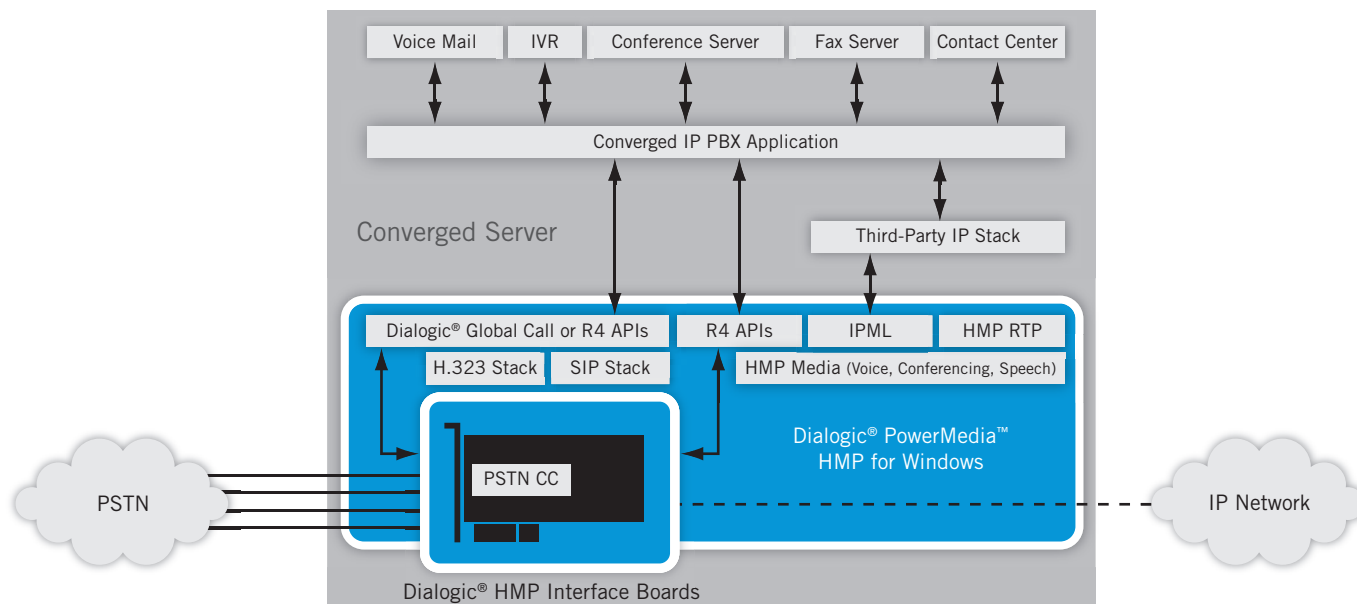 Voice Mail
IVR
Conference Server
Fax Server
Contact Center
Converged IP PBX Application
Converged Server
Third-Party IP Stack
Dialogic® Global Call or R4 APIs
R4 APIs
IPML
HMP RTP
H.323 Stack
SIP Stack
HMP Media (Voice, Conferencing, Speech)
Dialogic® PowerMedia™
HMP for Windows
PSTN CC
PSTN
IP Network
Dialogic® HMP Interface Boards